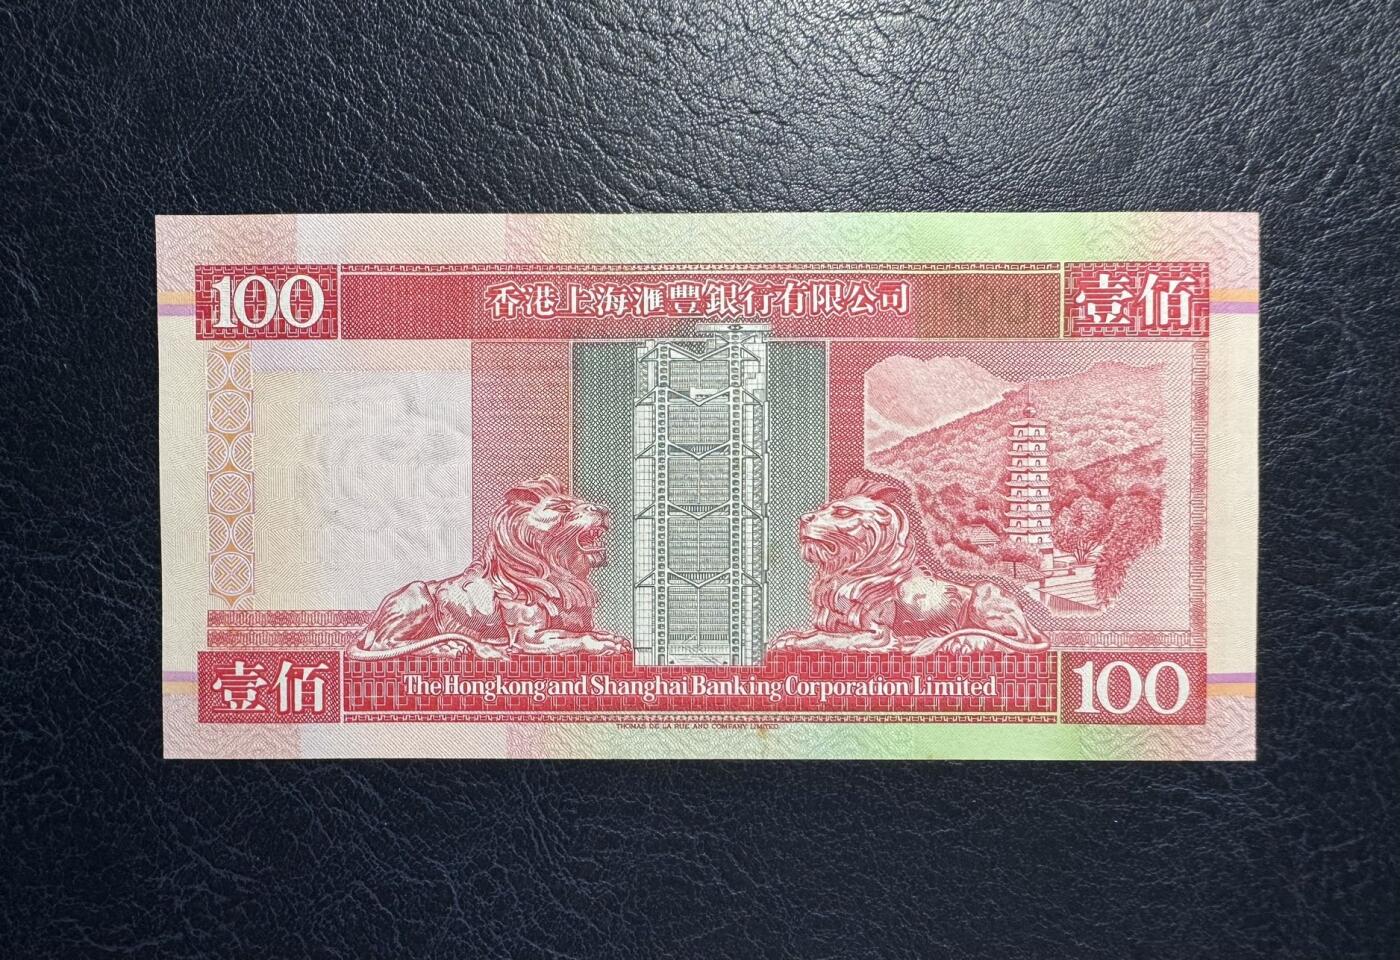 100
香港上海滙豐銀行有限公司
壹佰
壹佰
The Hongkong and Shanghai Banking Corporation Limited
100
THOMAS DE LA RUE AND COMPANY LIMITED